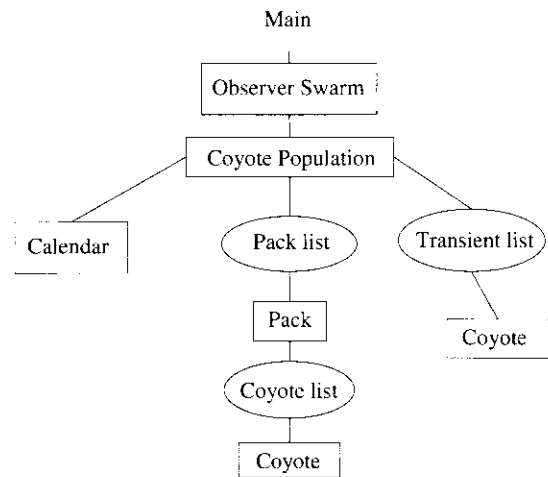 Main
Observer Swarm
Coyote Population
Calendar
Pack list
Transient list
Pack
Coyote
Coyote list
Coyote